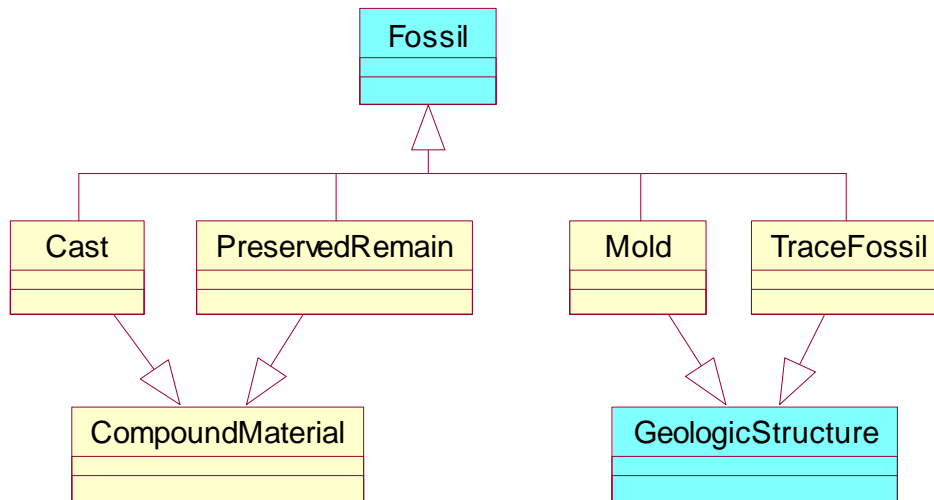 Fossil
Cast
PreservedRemain
Mold
TraceFossil
CompoundMaterial
GeologicStructure